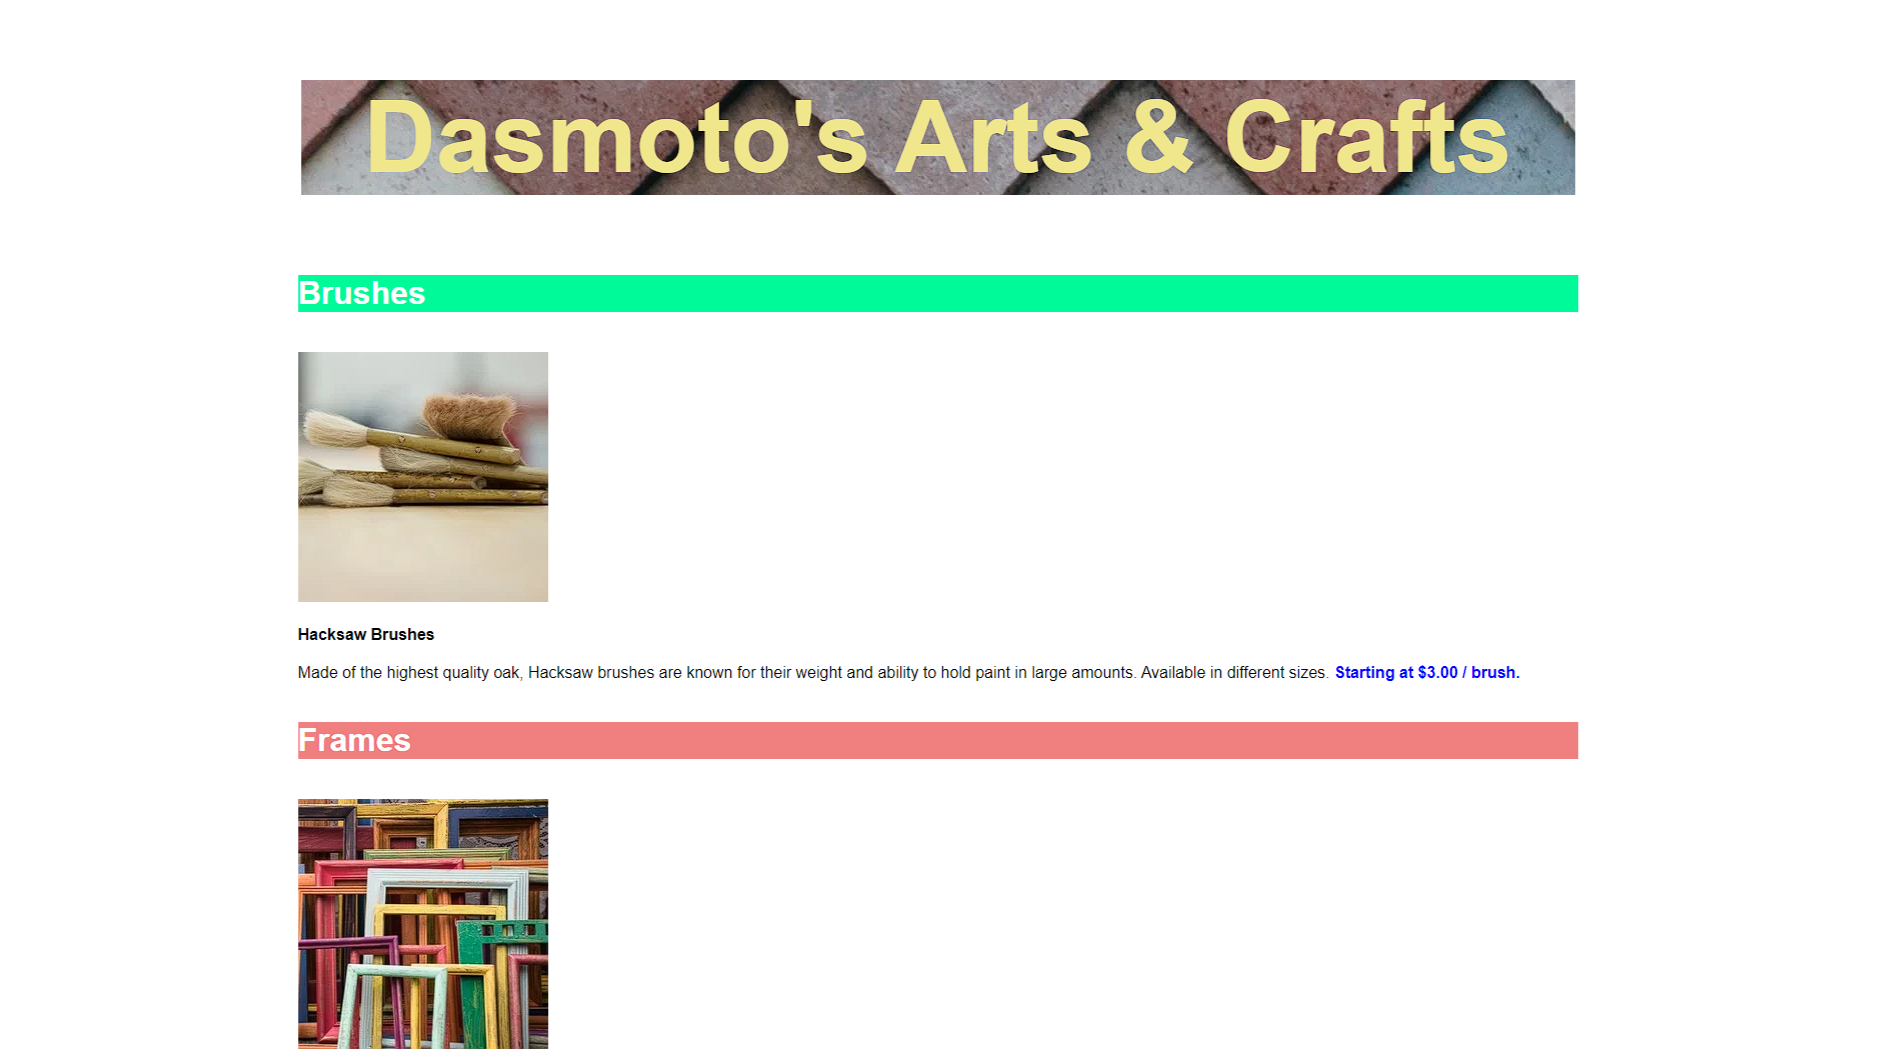 Dasmoto's Arts & Crafts
Brushes
Hacksaw Brushes
Made of the highest quality oak, Hacksaw brushes are known for their weight and ability to hold paint in large amounts. Available in different sizes. Starting at $3.00 / brush.
Frames